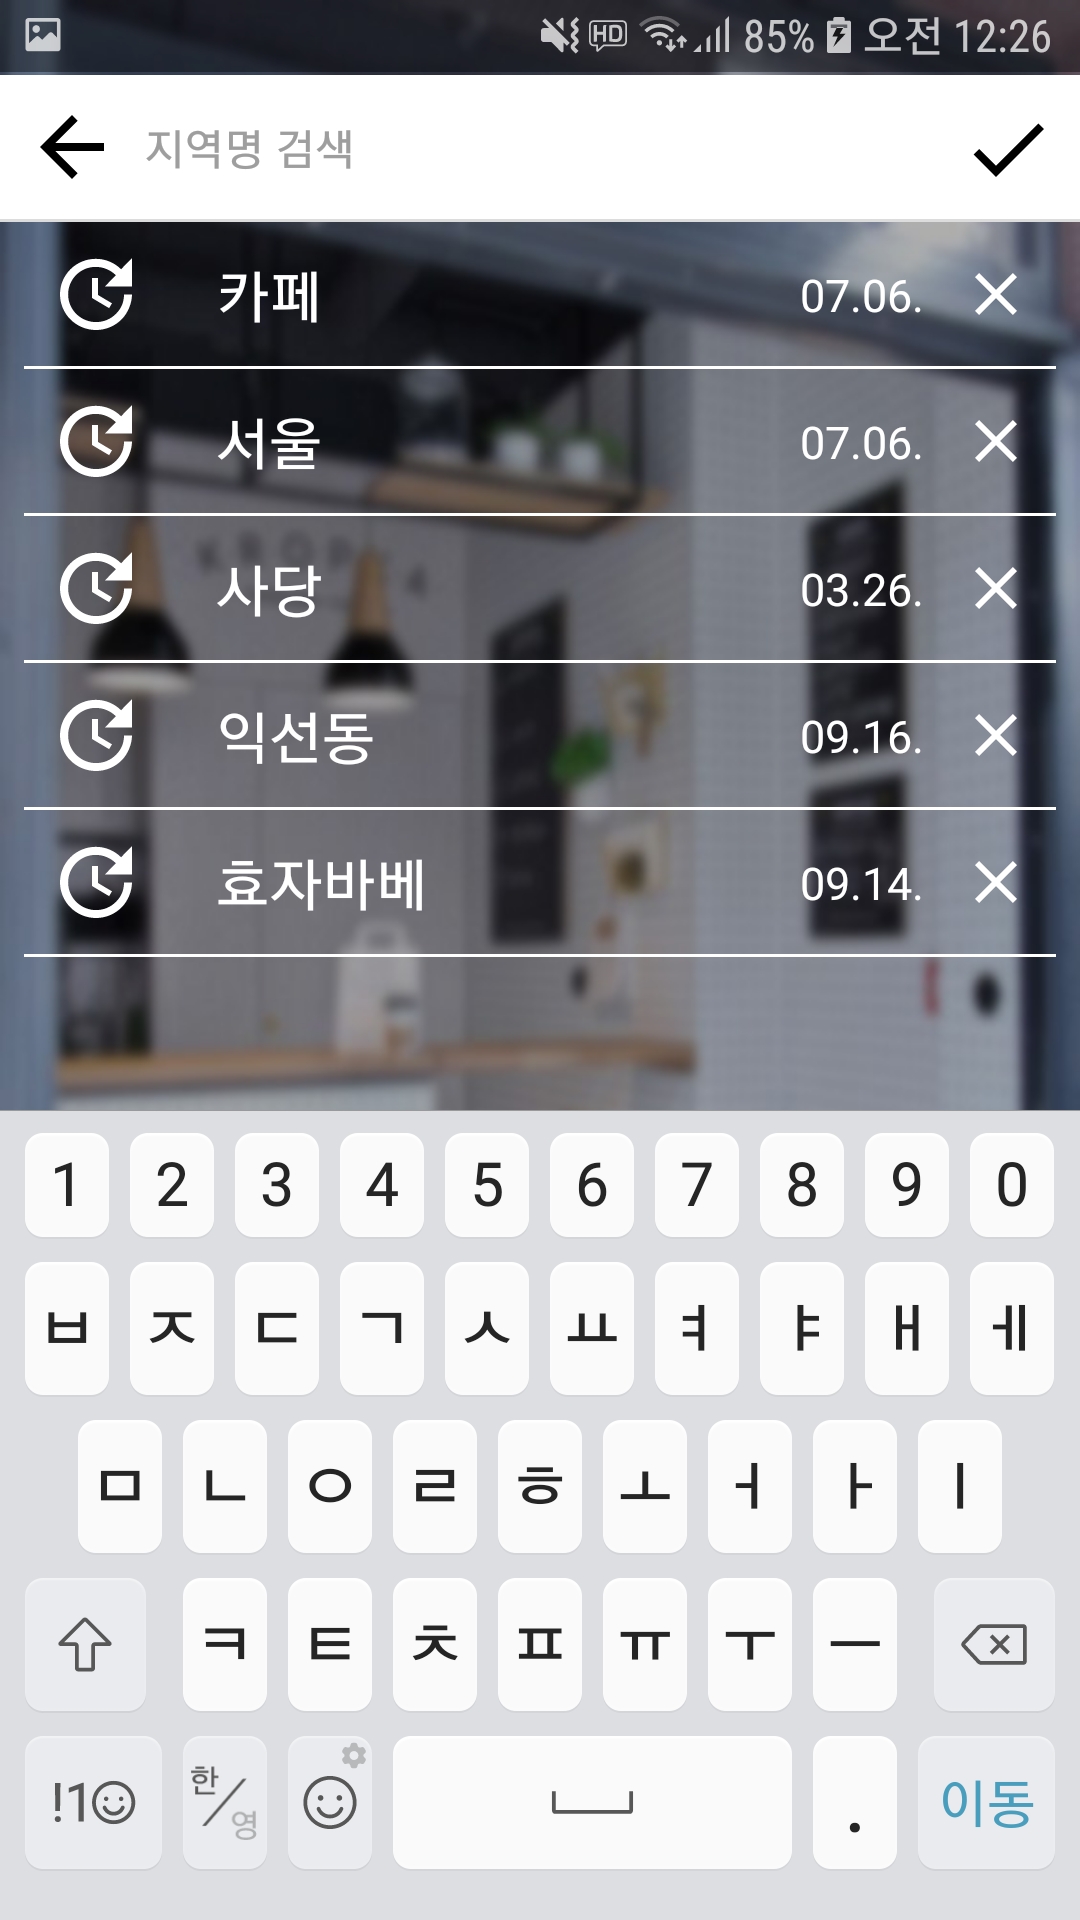 HD 85% 오전 12:26
지역명 검색
카페 07.06.
서울 07.06.
사당 03.26.
익선동 09.16.
효자바베 09.14.
KROP
4
1 2 3 4 5 6 7 8 9 0
ㅂ ㅈ ㄷ ㄱ ㅅ ㅛ ㅕ ㅑ ㅐ ㅔ
ㅁ ㄴ ㅇ ㄹ ㅎ ㅗ ㅓ ㅏ ㅣ
ㅋ ㅌ ㅊ ㅍ ㅠ ㅜ ㅡ
!1☺ 한/영 . 이동